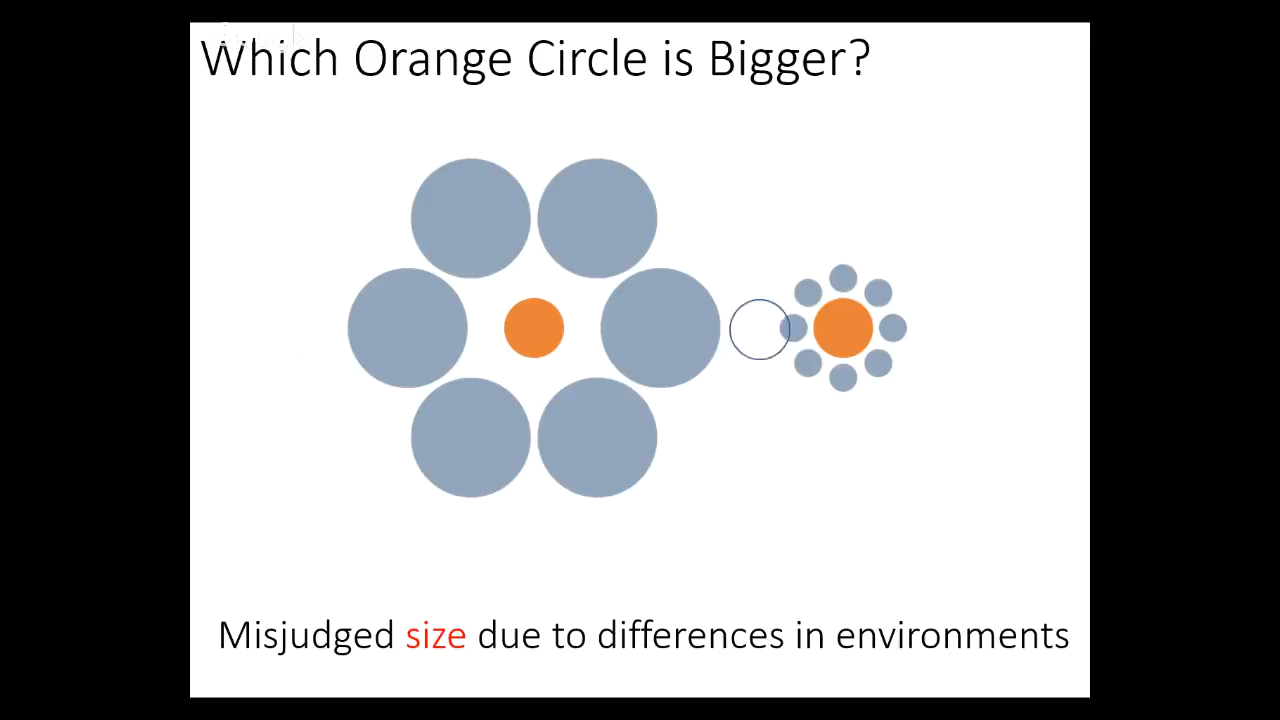 Which Orange Circle is Bigger?
Misjudged size due to differences in environments